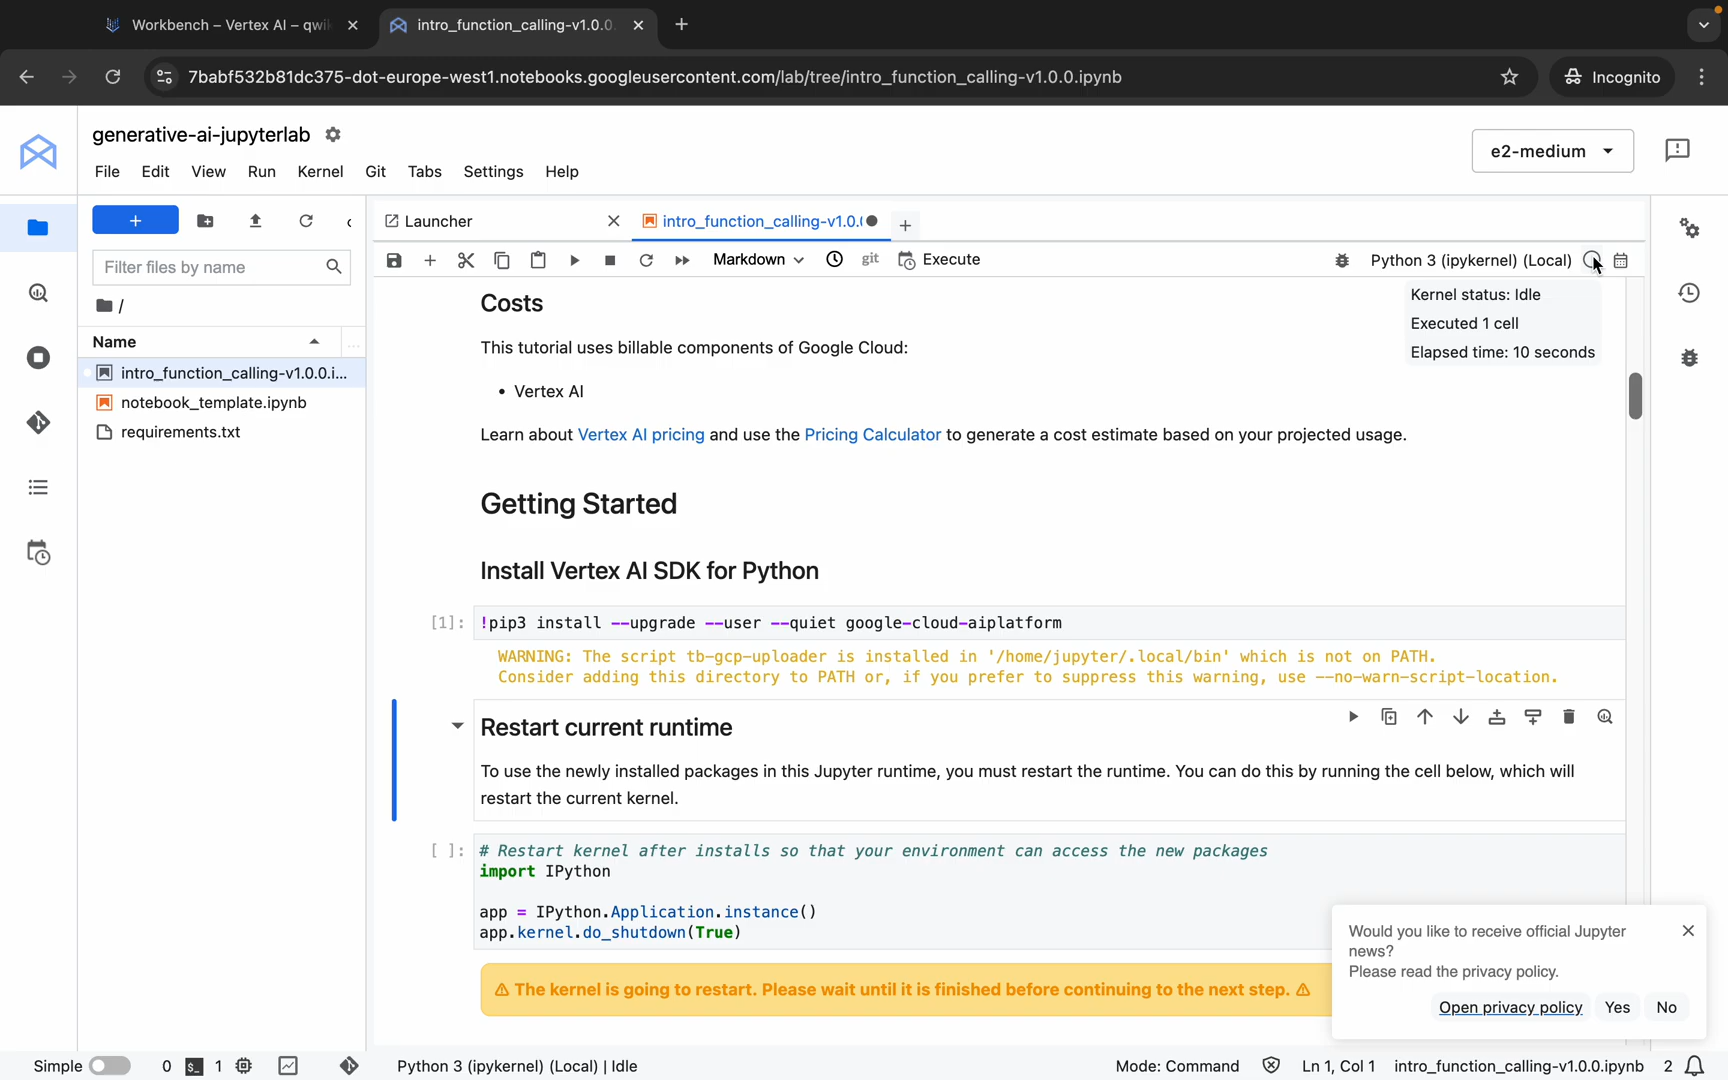 Workbench – Vertex AI – qwik
intro_function_calling-v1.0.0.
7babf532b81dc375-dot-europe-west1.notebooks.googleusercontent.com/lab/tree/intro_function_calling-v1.0.0.ipynb
Incognito
generative-ai-jupyterlab
e2-medium
File Edit View Run Kernel Git Tabs Settings Help
Filter files by name
/
Name
intro_function_calling-v1.0.0.i...
notebook_template.ipynb
requirements.txt
Launcher
intro_function_calling-v1.0.(
Markdown
git
Execute
Python 3 (ipykernel) (Local)
Kernel status: Idle
Executed 1 cell
Elapsed time: 10 seconds
Costs
This tutorial uses billable components of Google Cloud:
• Vertex AI
Learn about Vertex AI pricing and use the Pricing Calculator to generate a cost estimate based on your projected usage.
Getting Started
Install Vertex AI SDK for Python
[1]: !pip3 install --upgrade --user --quiet google-cloud-aiplatform
WARNING: The script tb-gcp-uploader is installed in '/home/jupyter/.local/bin' which is not on PATH.
Consider adding this directory to PATH or, if you prefer to suppress this warning, use --no-warn-script-location.
Restart current runtime
To use the newly installed packages in this Jupyter runtime, you must restart the runtime. You can do this by running the cell below, which will
restart the current kernel.
[ ]: # Restart kernel after installs so that your environment can access the new packages
import IPython
app = IPython.Application.instance()
app.kernel.do_shutdown(True)
⚠ The kernel is going to restart. Please wait until it is finished before continuing to the next step. ⚠
Would you like to receive official Jupyter
news?
Please read the privacy policy.
Open privacy policy Yes No
Simple 0 1 Python 3 (ipykernel) (Local) | Idle Mode: Command Ln 1, Col 1 intro_function_calling-v1.0.0.ipynb 2